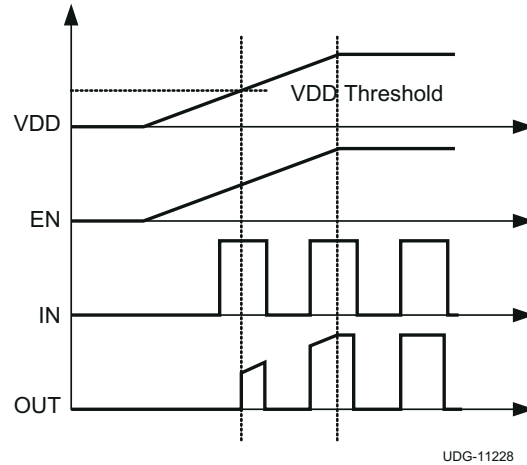 VDD Threshold
VDD
EN
IN
OUT
UDG-11228